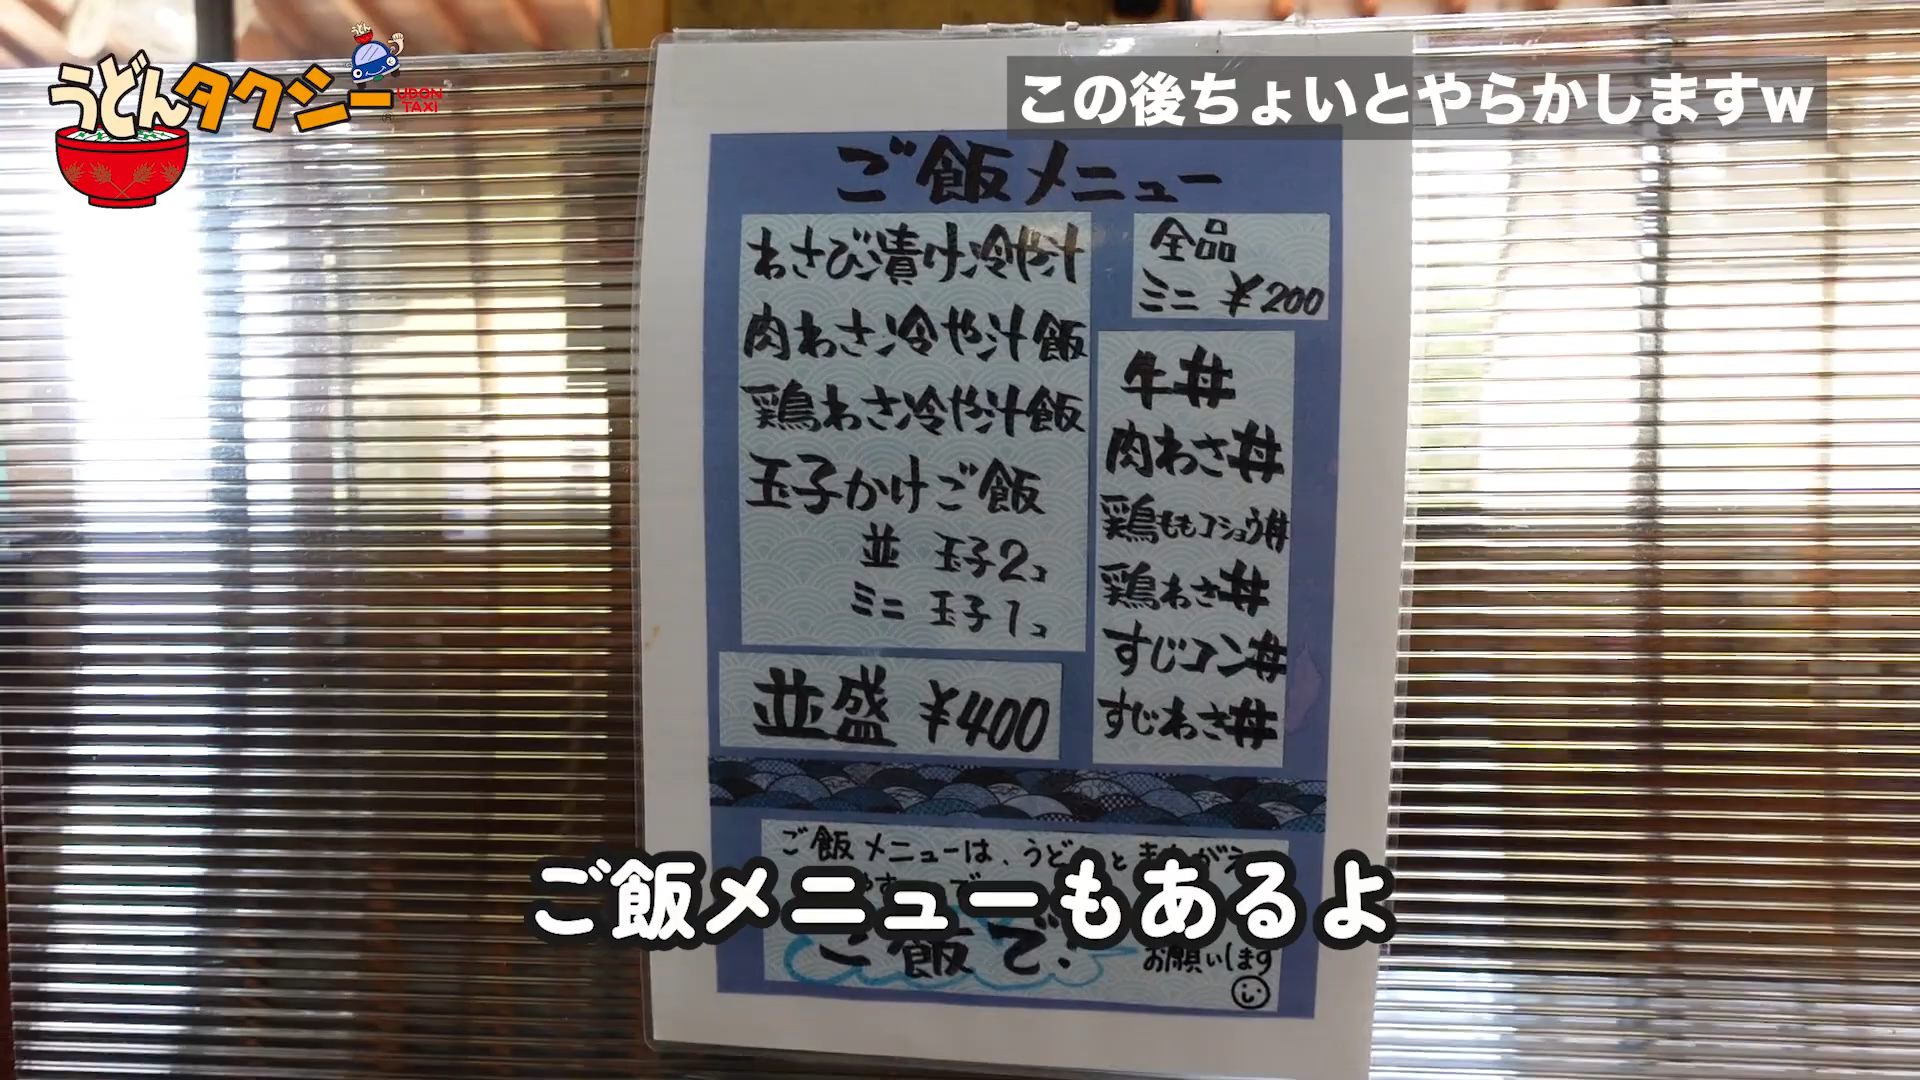 うどんタクシー
UDON
TAXI
この後ちょいとやらかしますw
ご飯メニュー
わさび漬け冷や汁
肉わさ冷や汁飯
鶏わさ冷や汁飯
玉子かけご飯
並 玉子2コ
ミニ 玉子1コ
並盛 ¥400
全品
ミニ ¥200
牛丼
肉わさ丼
鶏ももコショウ丼
鶏わさ丼
すじコン丼
すじわさ丼
ご飯メニューは、うどんとまちがえ
ご飯で!
お願いします
ご飯メニューもあるよ